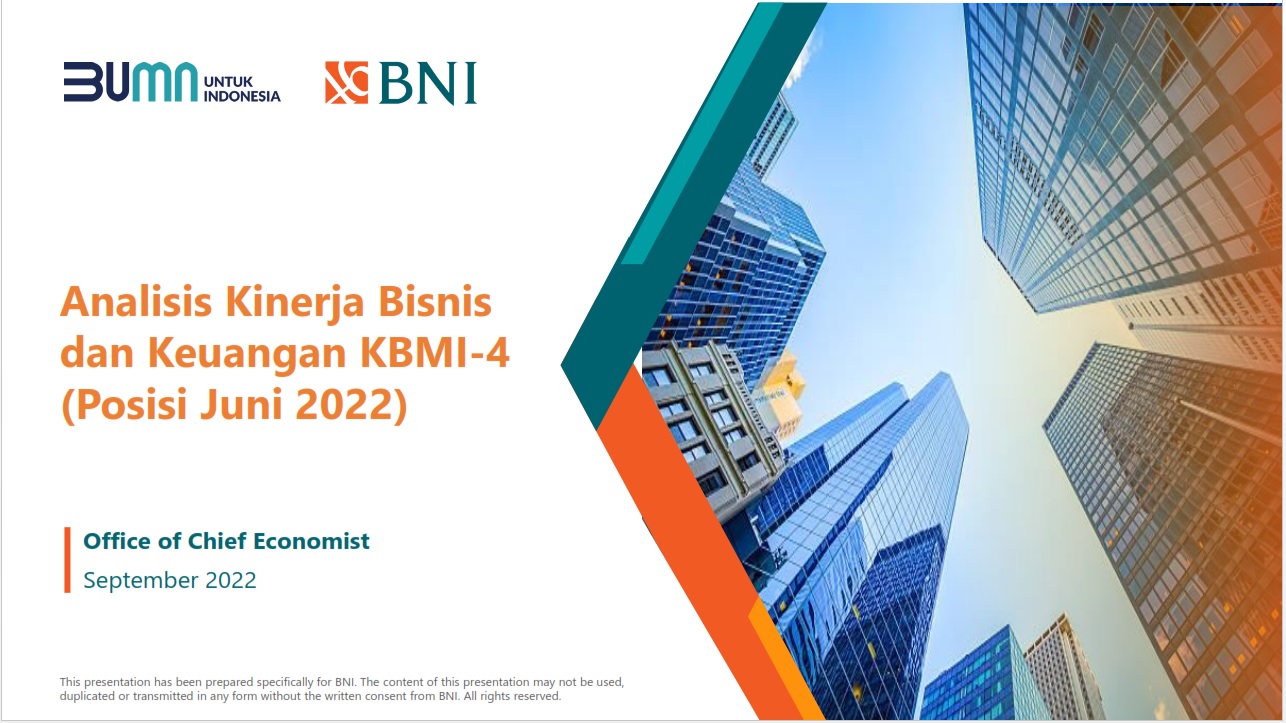 BUMN UNTUK
INDONESIA
BNI
Analisis Kinerja Bisnis
dan Keuangan KBMI-4
(Posisi Juni 2022)
Office of Chief Economist
September 2022
This presentation has been prepared specifically for BNI. The content of this presentation may not be used,
duplicated or transmitted in any form without the written consent from BNI. All rights reserved.